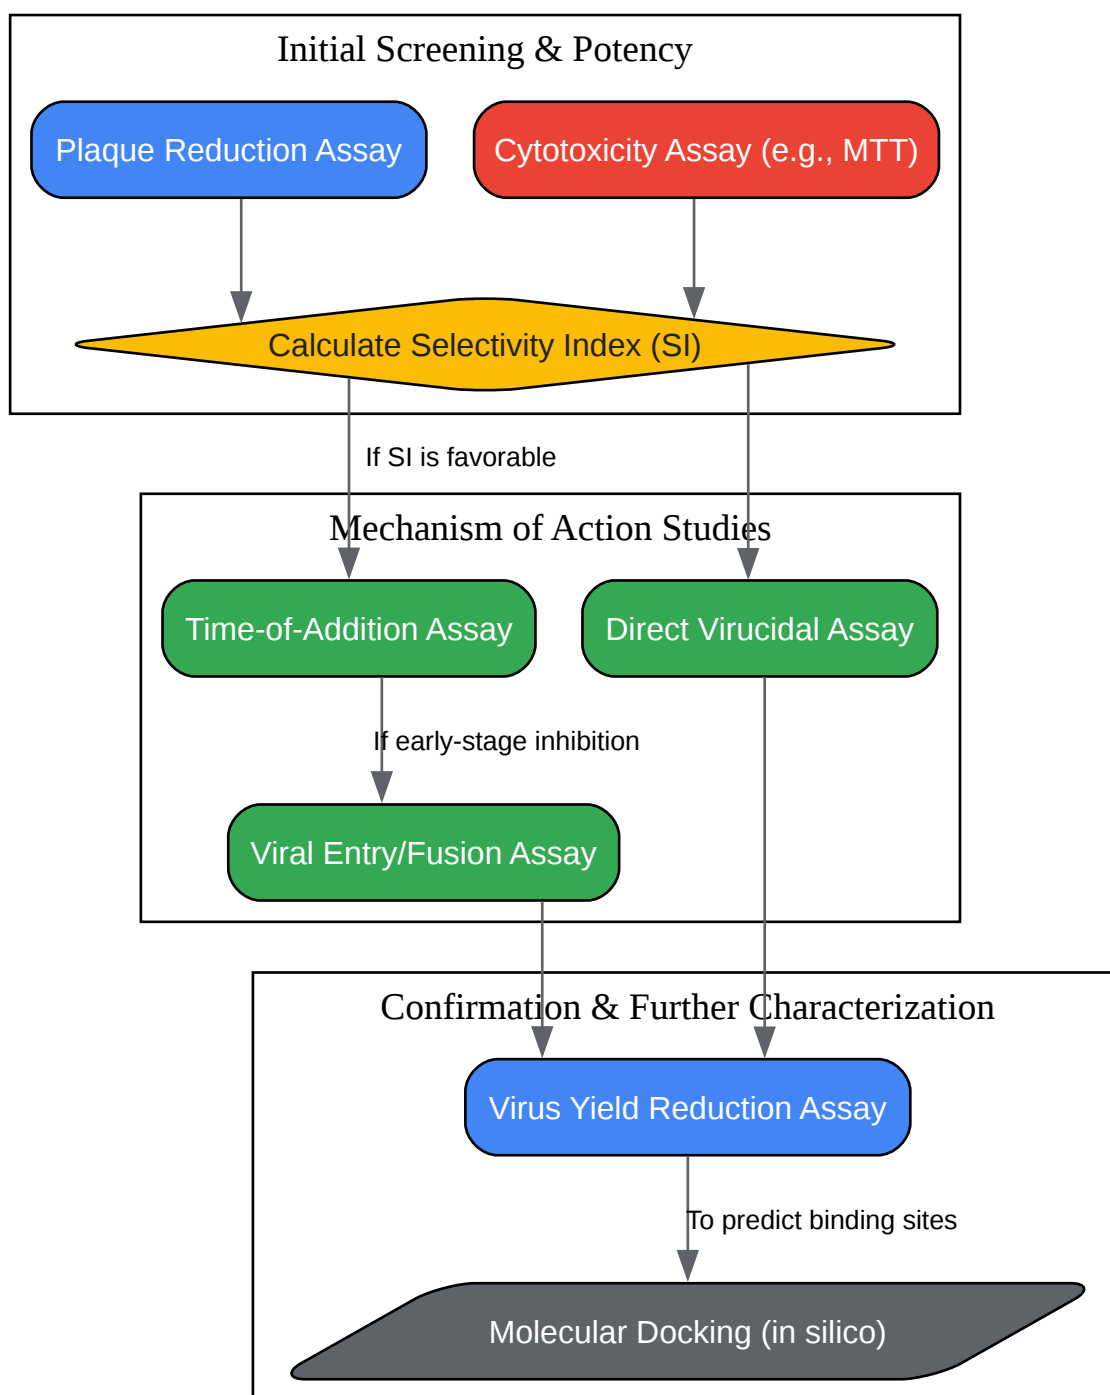 Initial Screening & Potency
Plaque Reduction Assay
Cytotoxicity Assay (e.g., MTT)
Calculate Selectivity Index (SI)
If SI is favorable
Mechanism of Action Studies
Time-of-Addition Assay
Direct Virucidal Assay
If early-stage inhibition
Viral Entry/Fusion Assay
Confirmation & Further Characterization
Virus Yield Reduction Assay
To predict binding sites
Molecular Docking (in silico)